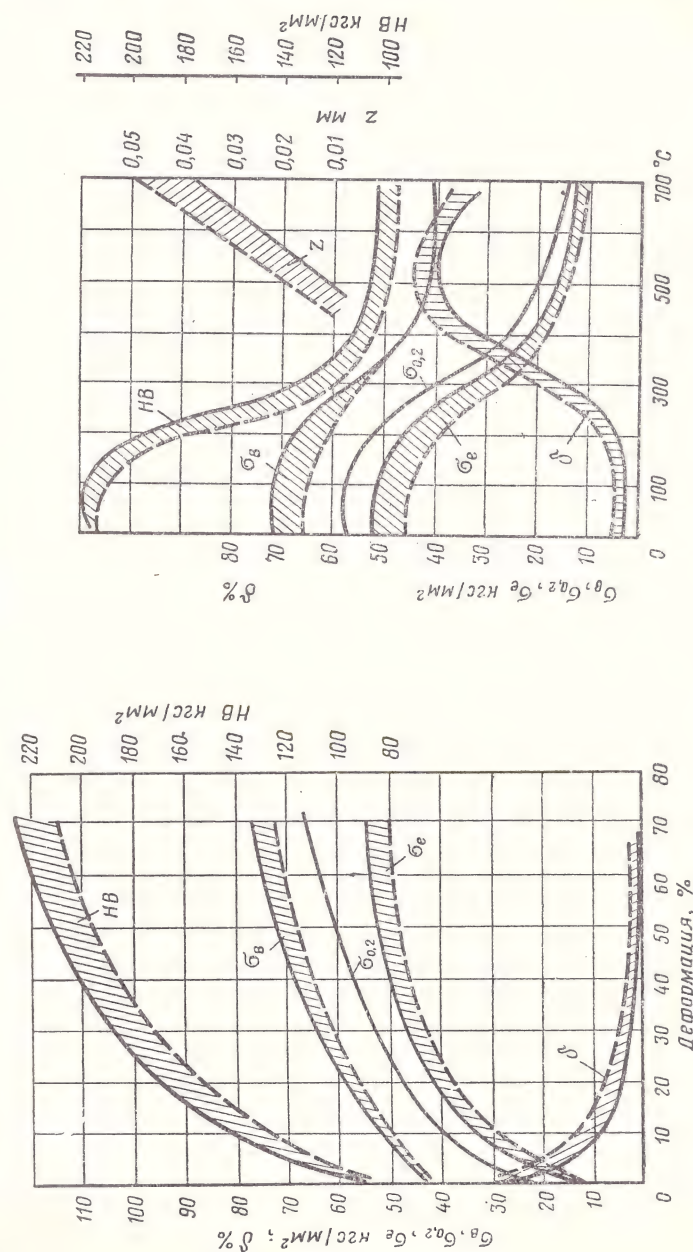 σв, σ0,2, σe кгс/мм²; δ%
110
100
90
80
70
60
50
40
30
20
10
0
10
20
30
40
50
60
70
80
Деформация, %
HB кгс/мм²
220
200
180
160
140
120
100
80
HB
σв
σ0,2
σe
δ
δ%
σв, σ0,2, σe кгс/мм²
80
70
60
50
40
30
20
10
0
100
300
500
700 °C
z мм
0,05
0,04
0,03
0,02
0,01
HB кгс/мм²
220
200
180
160
140
120
100
HB
z
σв
σ0,2
σe
δ